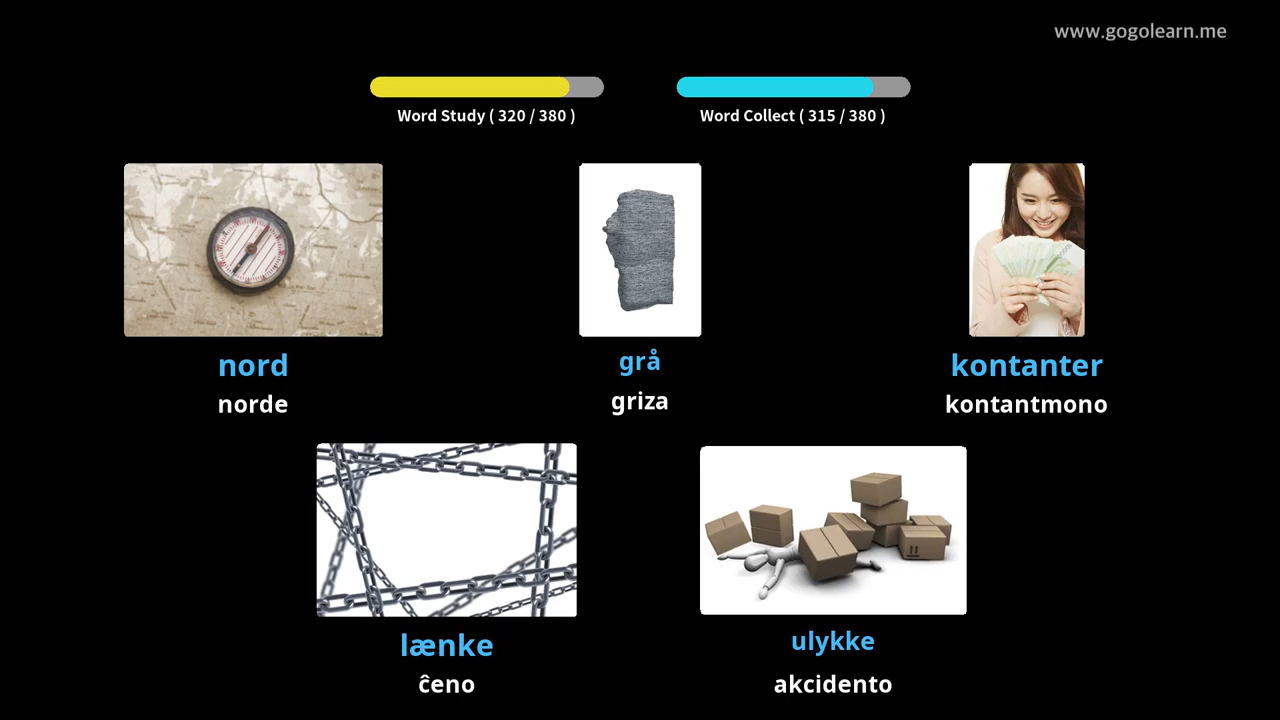 www.gogolearn.me
Word Study ( 320 / 380 )
Word Collect ( 315 / 380 )
nord
norde
grå
griza
kontanter
kontantmono
lænke
ĉeno
ulykke
akcidento